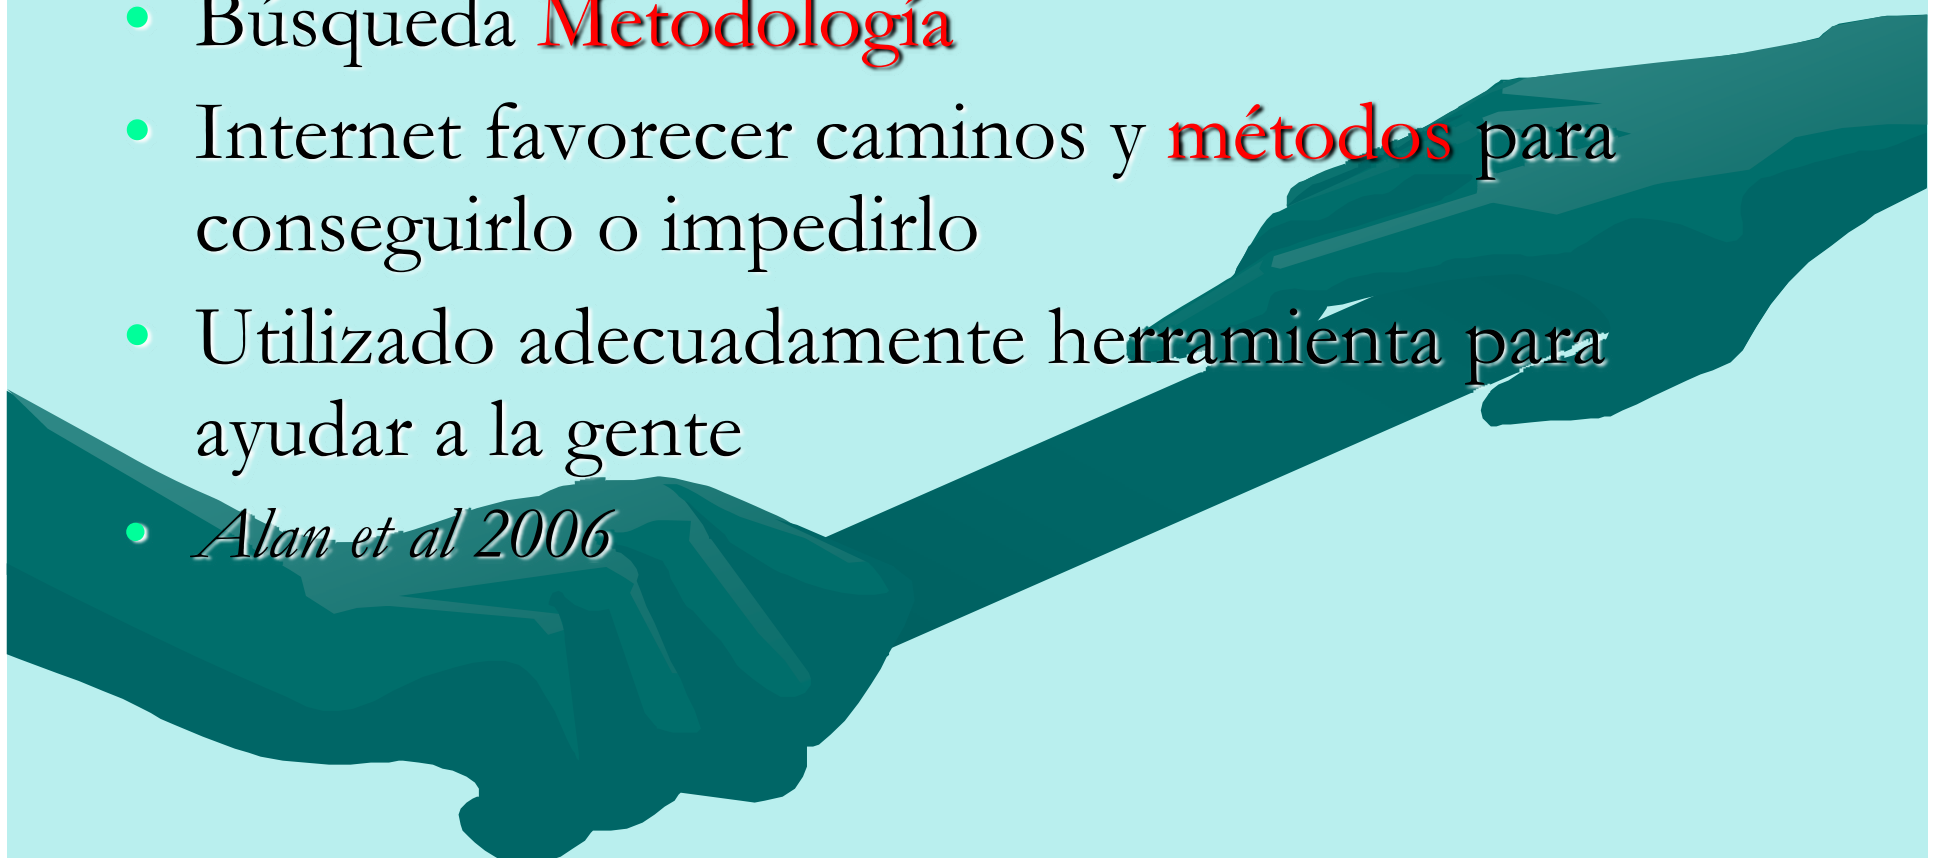 • Búsqueda Metodología
• Internet favorecer caminos y métodos para
conseguirlo o impedirlo
• Utilizado adecuadamente herramienta para
ayudar a la gente
• Alan et al 2006